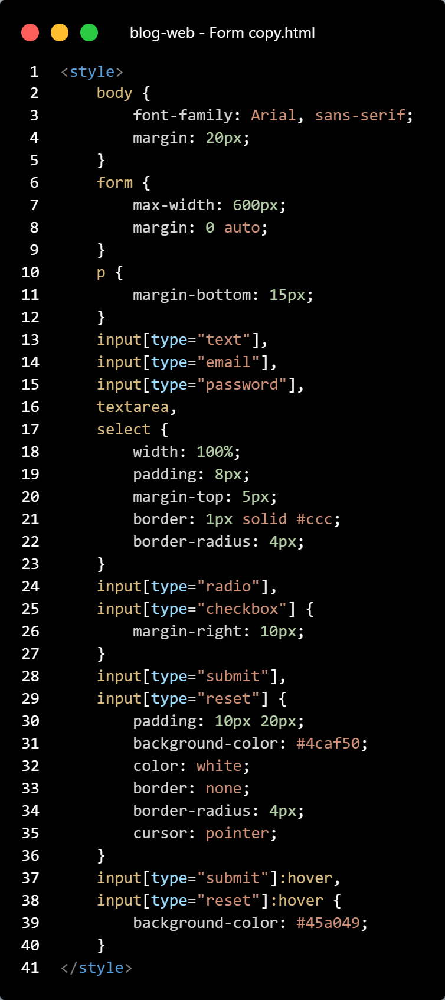 blog-web - Form copy.html
1 <style>
2     body {
3         font-family: Arial, sans-serif;
4         margin: 20px;
5     }
6     form {
7         max-width: 600px;
8         margin: 0 auto;
9     }
10     p {
11         margin-bottom: 15px;
12     }
13     input[type="text"],
14     input[type="email"],
15     input[type="password"],
16     textarea,
17     select {
18         width: 100%;
19         padding: 8px;
20         margin-top: 5px;
21         border: 1px solid #ccc;
22         border-radius: 4px;
23     }
24     input[type="radio"],
25     input[type="checkbox"] {
26         margin-right: 10px;
27     }
28     input[type="submit"],
29     input[type="reset"] {
30         padding: 10px 20px;
31         background-color: #4caf50;
32         color: white;
33         border: none;
34         border-radius: 4px;
35         cursor: pointer;
36     }
37     input[type="submit"]:hover,
38     input[type="reset"]:hover {
39         background-color: #45a049;
40     }
41 </style>